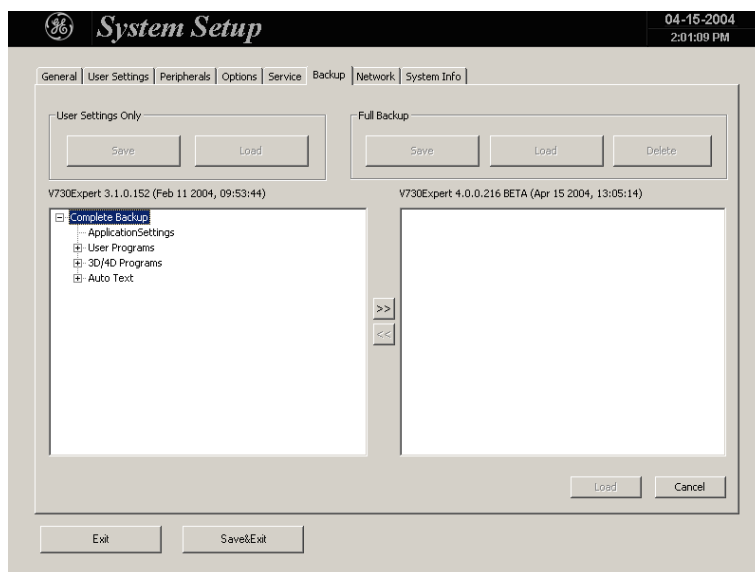 System Setup
04-15-2004
2:01:09 PM
General User Settings Peripherals Options Service Backup Network System Info
User Settings Only
Save Load
Full Backup
Save Load Delete
V730Expert 3.1.0.152 (Feb 11 2004, 09:53:44)
V730Expert 4.0.0.216 BETA (Apr 15 2004, 13:05:14)
Complete Backup
ApplicationSettings
User Programs
3D/4D Programs
Auto Text
>>
<<
Load Cancel
Exit Save&Exit